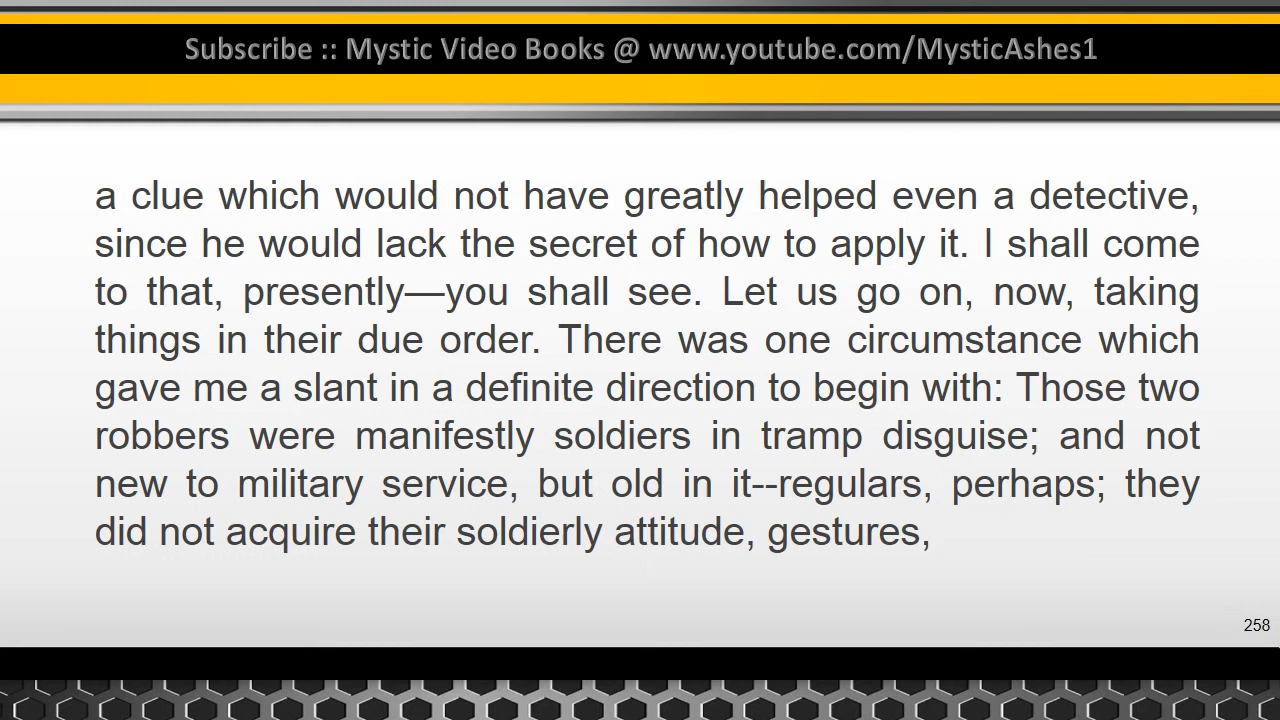 Subscribe :: Mystic Video Books @ www.youtube.com/MysticAshes1
a clue which would not have greatly helped even a detective,
since he would lack the secret of how to apply it. I shall come
to that, presently—you shall see. Let us go on, now, taking
things in their due order. There was one circumstance which
gave me a slant in a definite direction to begin with: Those two
robbers were manifestly soldiers in tramp disguise; and not
new to military service, but old in it--regulars, perhaps; they
did not acquire their soldierly attitude, gestures,
258